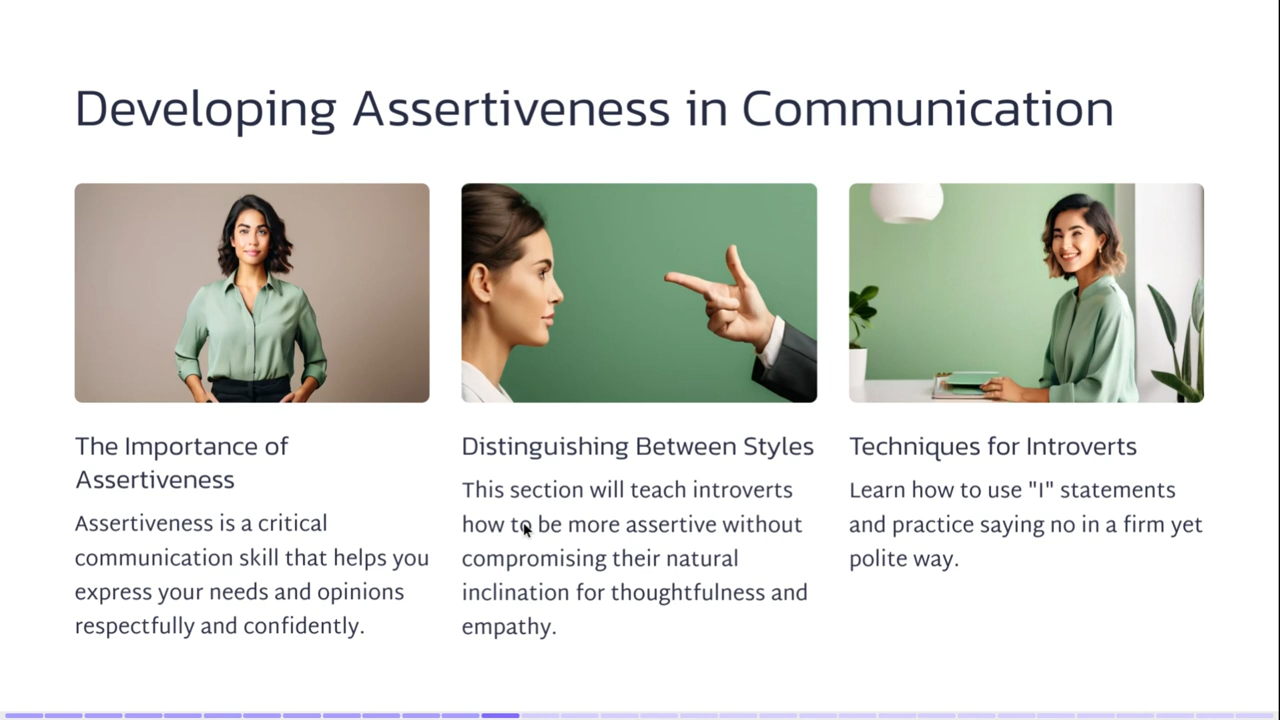 Developing Assertiveness in Communication
The Importance of
Assertiveness
Assertiveness is a critical
communication skill that helps you
express your needs and opinions
respectfully and confidently.
Distinguishing Between Styles
This section will teach introverts
how to be more assertive without
compromising their natural
inclination for thoughtfulness and
empathy.
Techniques for Introverts
Learn how to use "I" statements
and practice saying no in a firm yet
polite way.